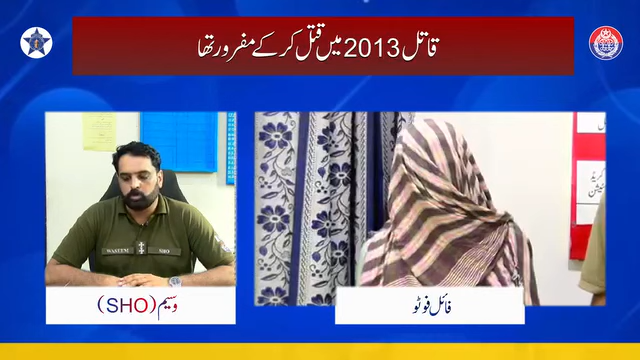 قاتل 2013 میں قتل کر کے مفرور تھا
WASEEM SHO
وسیم (SHO)
فائل فوٹو